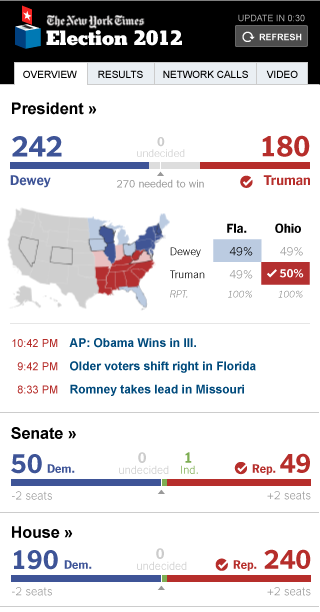 The New York Times
Election 2012
UPDATE IN 0:30
REFRESH
OVERVIEW RESULTS NETWORK CALLS VIDEO
President »
242 0 180
undecided
Dewey 270 needed to win Truman
Fla. Ohio
Dewey 49% 49%
Truman 49% ✓ 50%
RPT. 100% 100%
10:42 PM AP: Obama Wins in Ill.
9:42 PM Older voters shift right in Florida
8:33 PM Romney takes lead in Missouri
Senate »
50 Dem. 0 undecided 1 Ind. Rep. 49
-2 seats +2 seats
House »
190 Dem. 0 undecided Rep. 240
-2 seats +2 seats